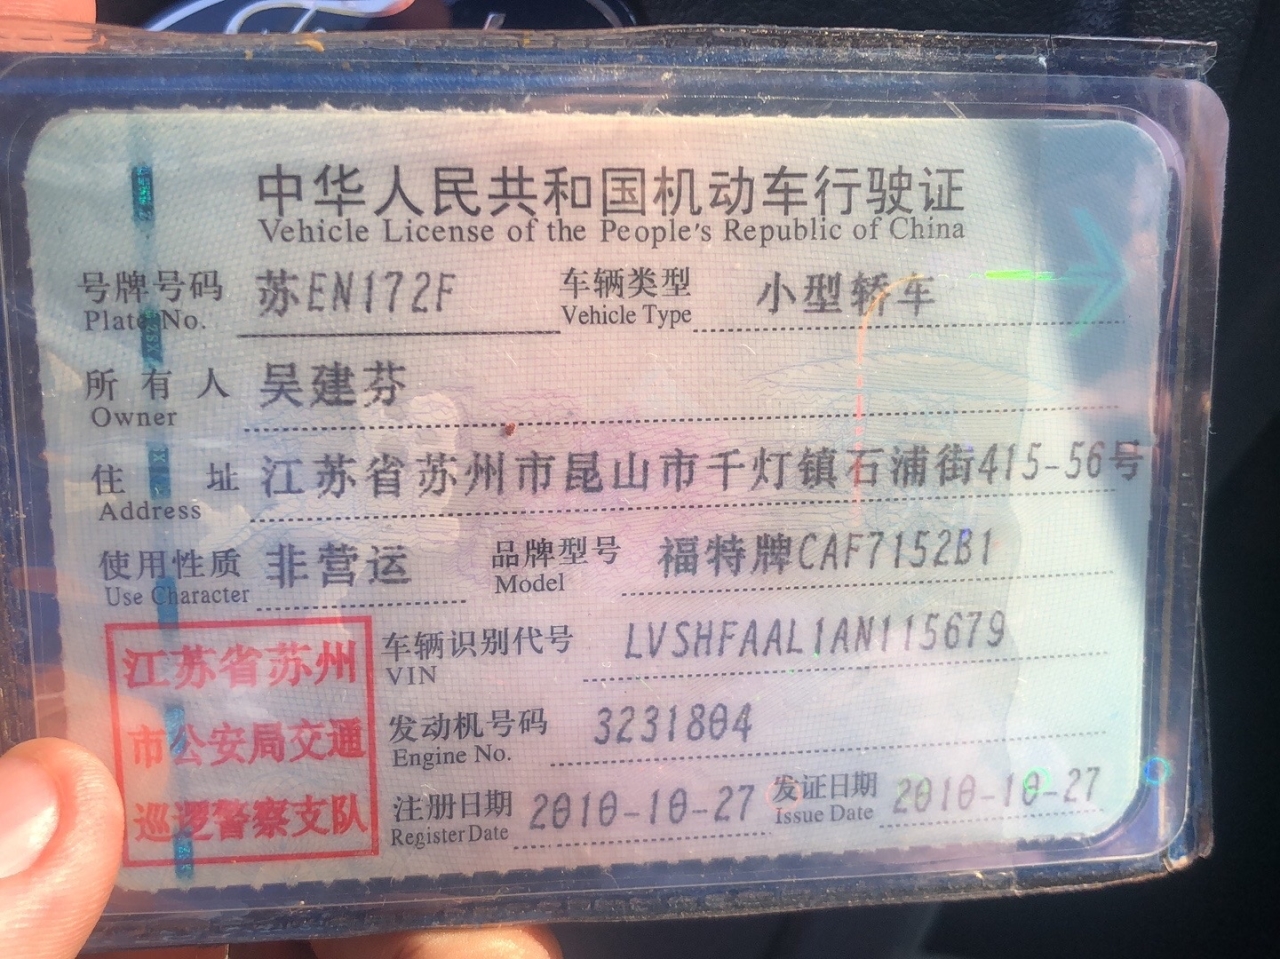 中华人民共和国机动车行驶证
Vehicle License of the People's Republic of China
号牌号码 苏EN172F 车辆类型 小型轿车
Plate No. Vehicle Type
所有人 吴建芬
Owner
住址 江苏省苏州市昆山市千灯镇石浦街415-56号
Address
使用性质 非营运 品牌型号 福特牌CAF7152B1
Use Character Model
车辆识别代号 LVSHFAAL1AN115679
VIN
发动机号码 3231804
Engine No.
注册日期 2010-10-27 发证日期 2010-10-27
Register Date Issue Date
江苏省苏州
市公安局交通
巡逻警察支队